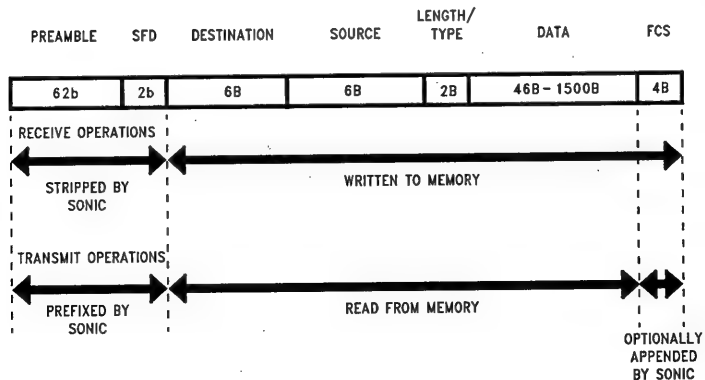 PREAMBLE SFD DESTINATION SOURCE LENGTH/ TYPE DATA FCS
62b 2b 6B 6B 2B 46B – 1500B 4B
RECEIVE OPERATIONS
STRIPPED BY
SONIC
WRITTEN TO MEMORY
TRANSMIT OPERATIONS
PREFIXED BY
SONIC
READ FROM MEMORY
OPTIONALLY
APPENDED
BY SONIC